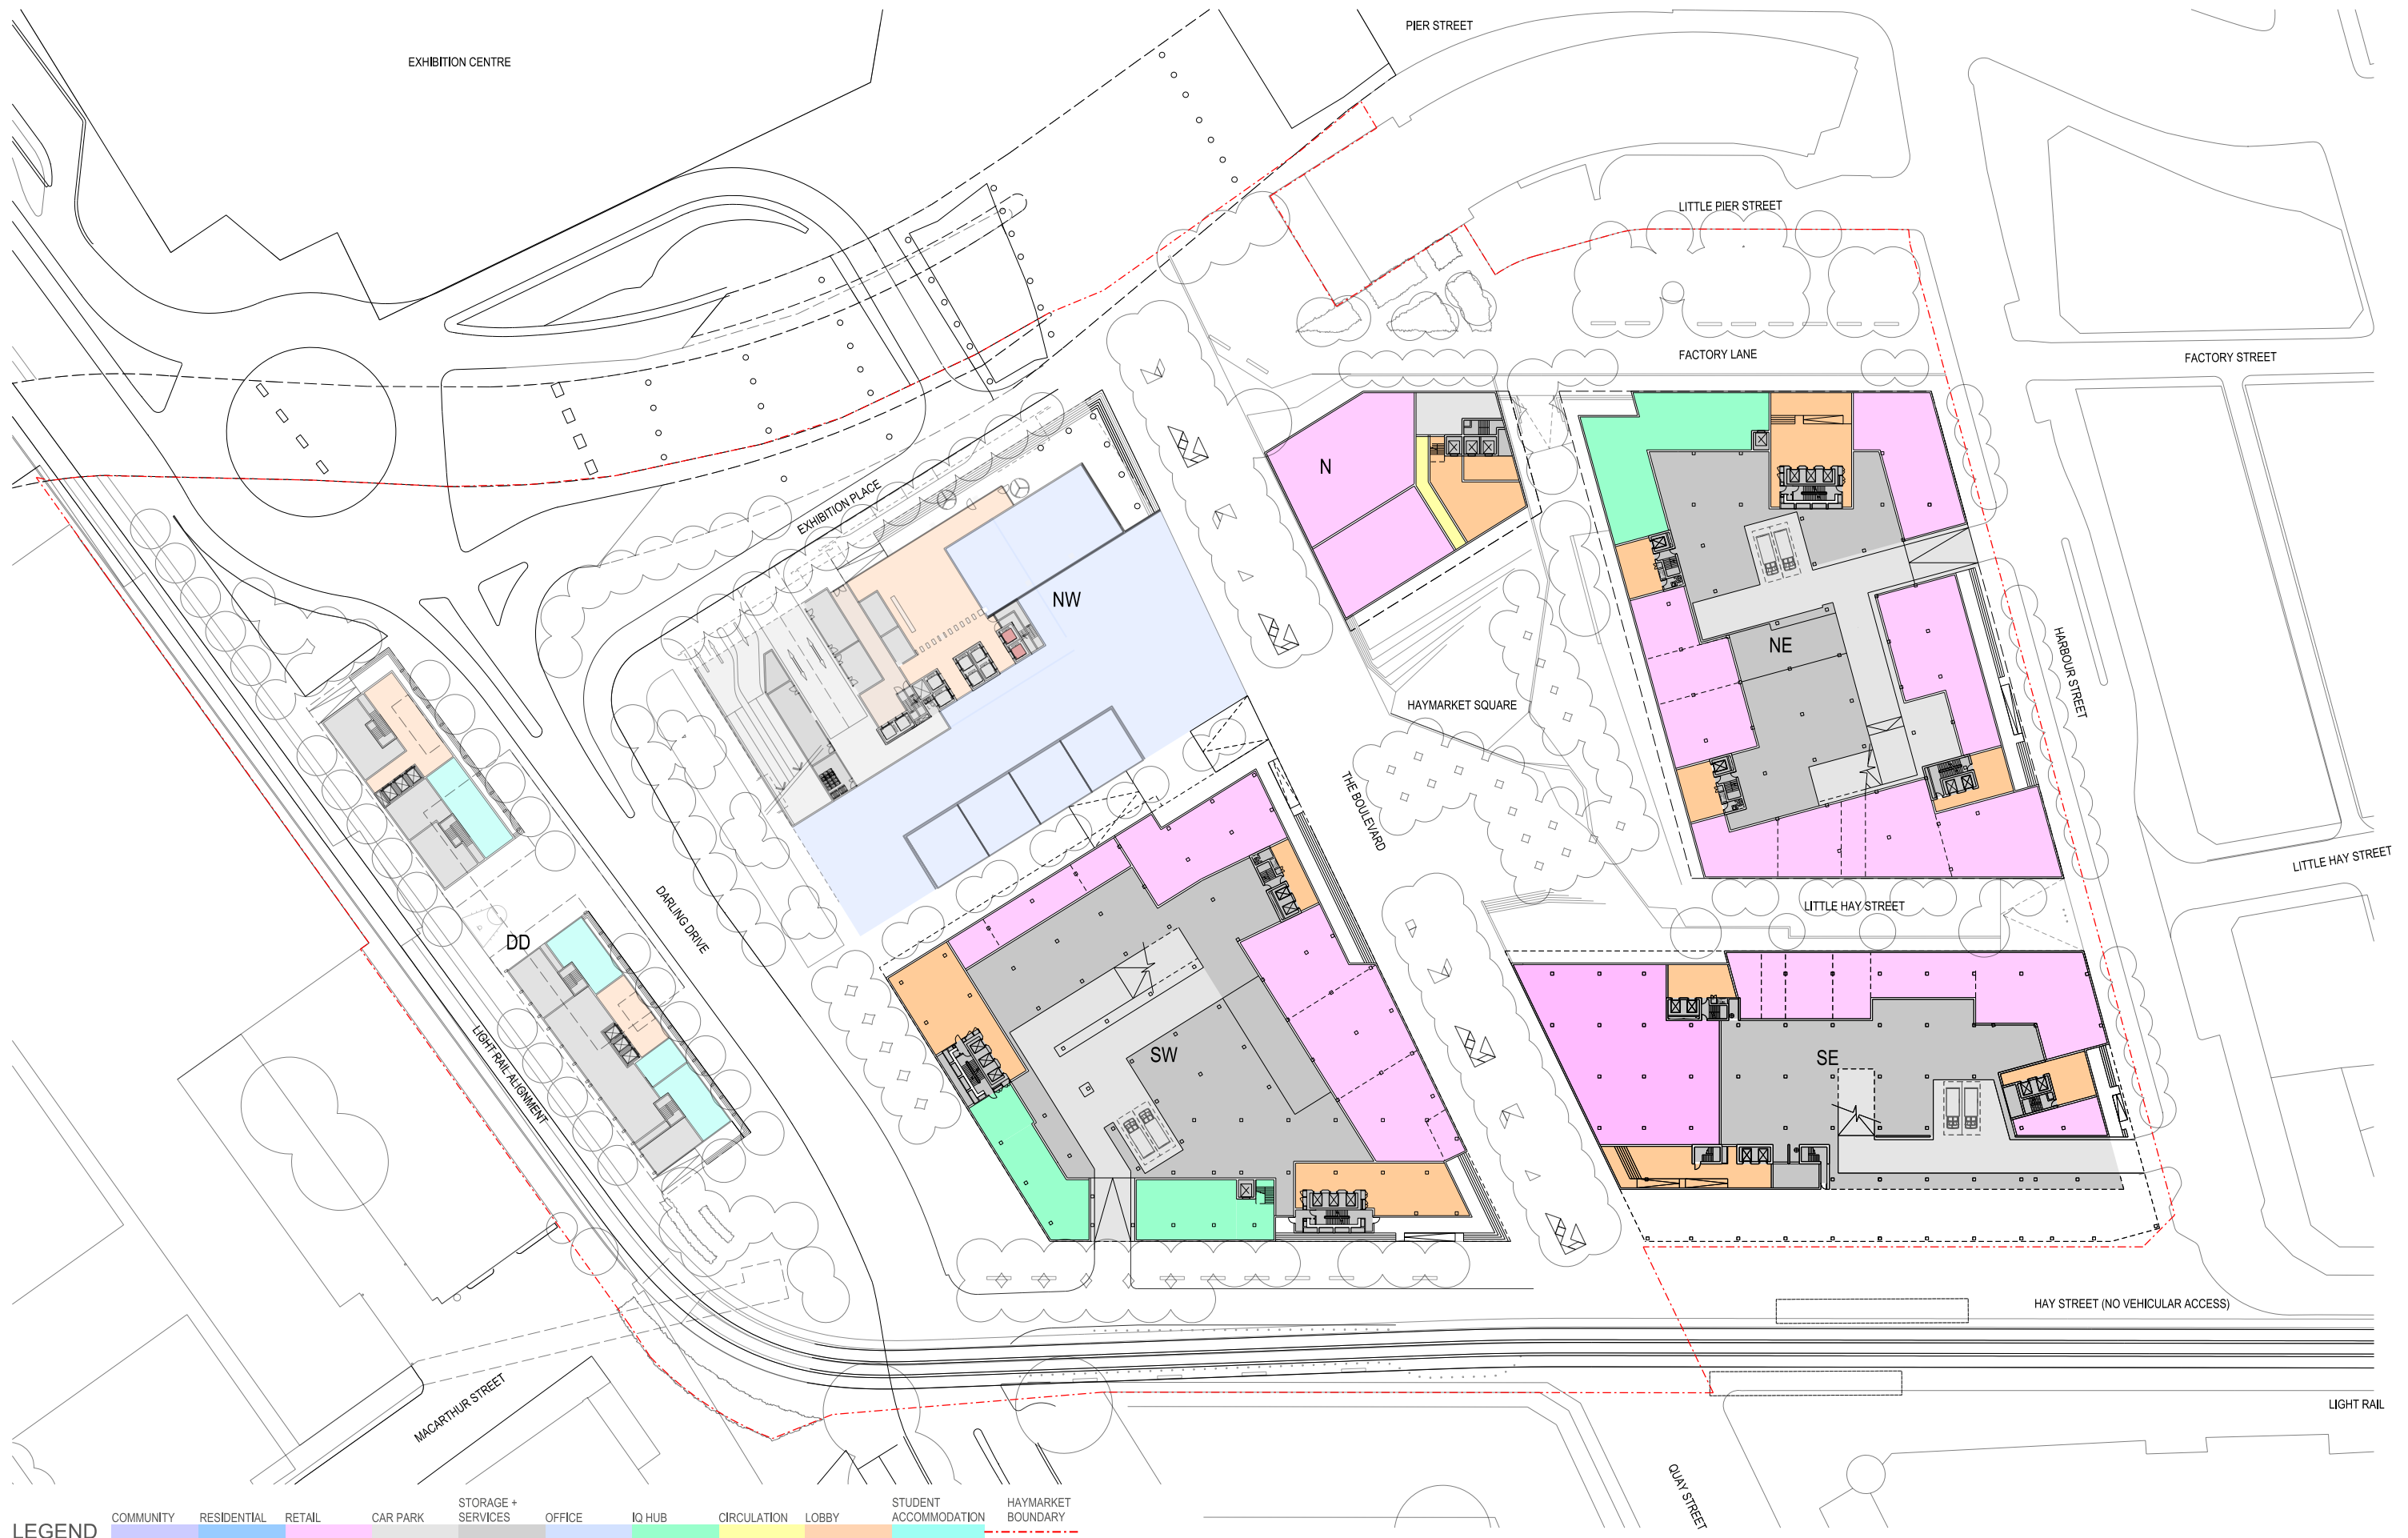 PIER STREET
EXHIBITION CENTRE
LITTLE PIER STREET
FACTORY LANE
FACTORY STREET
N
EXHIBITION PLACE
NW
NE
HARBOUR STREET
HAYMARKET SQUARE
THE BOULEVARD
LITTLE HAY STREET
LITTLE HAY STREET
DARLING DRIVE
DD
LIGHT RAIL ALIGNMENT
SW
SE
HAY STREET (NO VEHICULAR ACCESS)
MACARTHUR STREET
LIGHT RAIL
QUAY STREET
LEGEND
COMMUNITY
RESIDENTIAL
RETAIL
CAR PARK
STORAGE +
SERVICES
OFFICE
IQ HUB
CIRCULATION
LOBBY
STUDENT
ACCOMMODATION
HAYMARKET
BOUNDARY